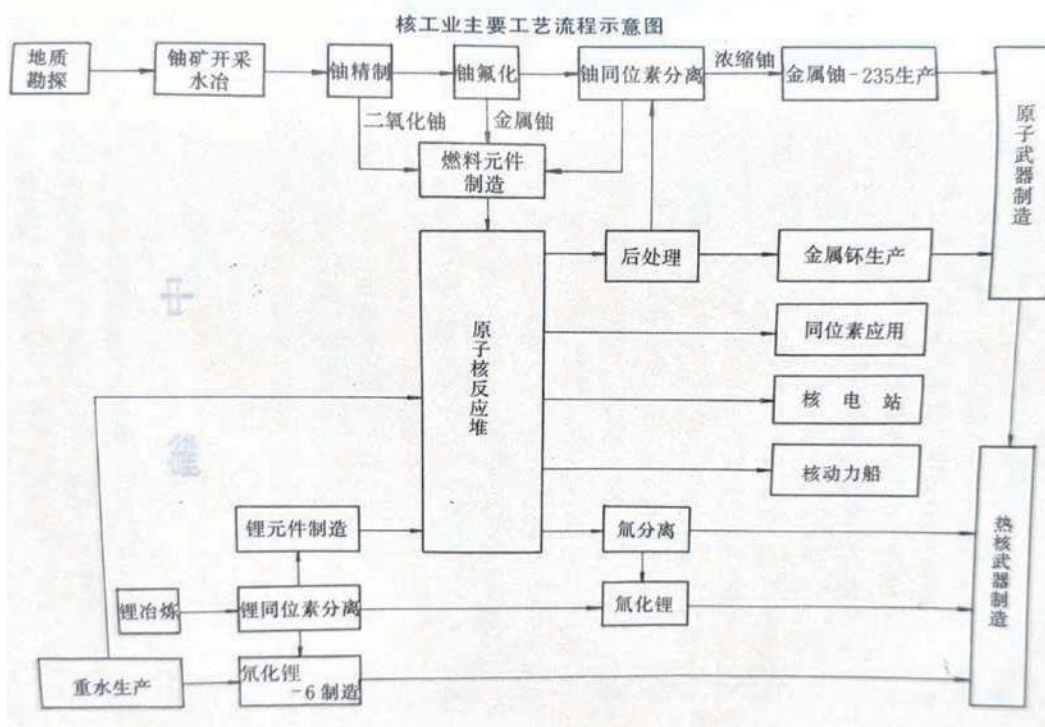 核工业主要工艺流程示意图
地质
勘探
铀矿开采
水冶
铀精制
铀氟化
铀同位素分离
浓缩铀
金属铀-235生产
原子武器制造
二氧化铀
金属铀
燃料元件
制造
后处理
金属钚生产
原子核反应堆
同位素应用
核电站
核动力船
锂元件制造
氚分离
热核武器制造
锂冶炼
锂同位素分离
氚化锂
重水生产
氘化锂
-6制造